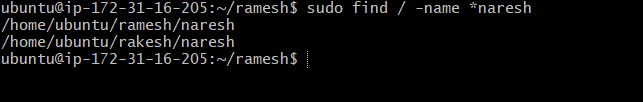 ubuntu@ip-172-31-16-205:~/ramesh$ sudo find / -name *naresh
/home/ubuntu/ramesh/naresh
/home/ubuntu/rakesh/naresh
ubuntu@ip-172-31-16-205:~/ramesh$